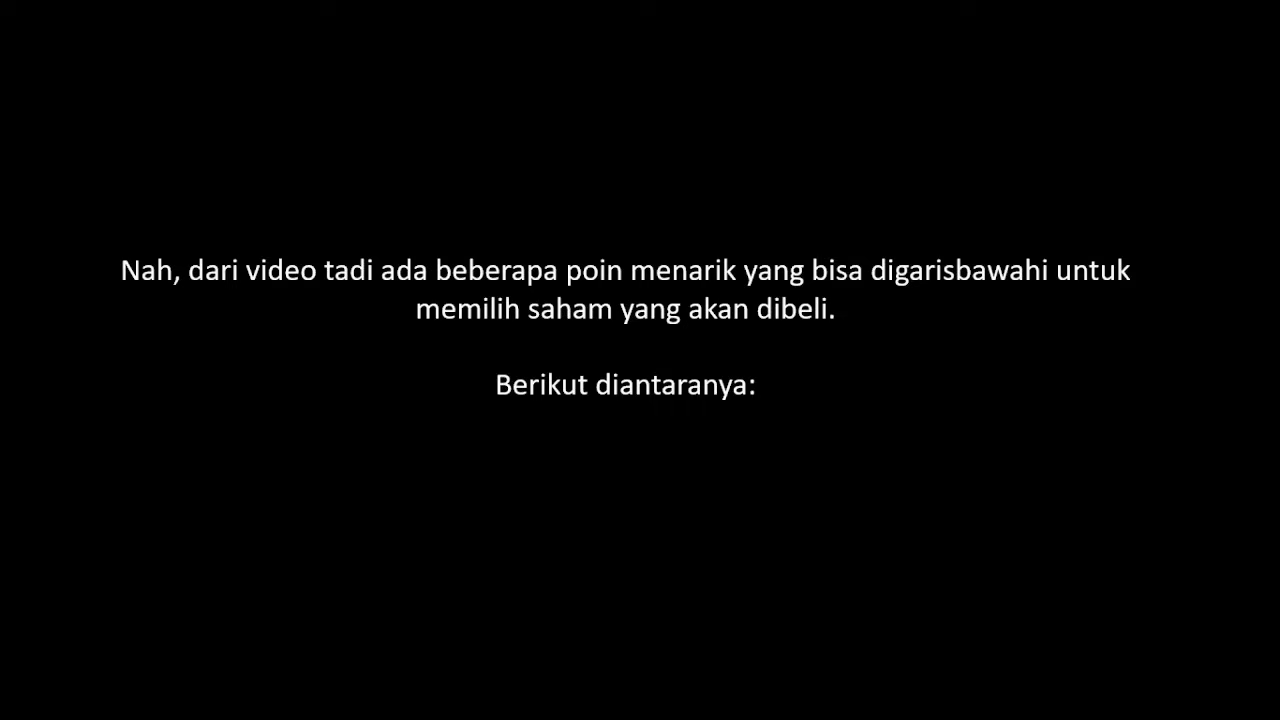 Nah, dari video tadi ada beberapa poin menarik yang bisa digarisbawahi untuk
memilih saham yang akan dibeli.
Berikut diantaranya: